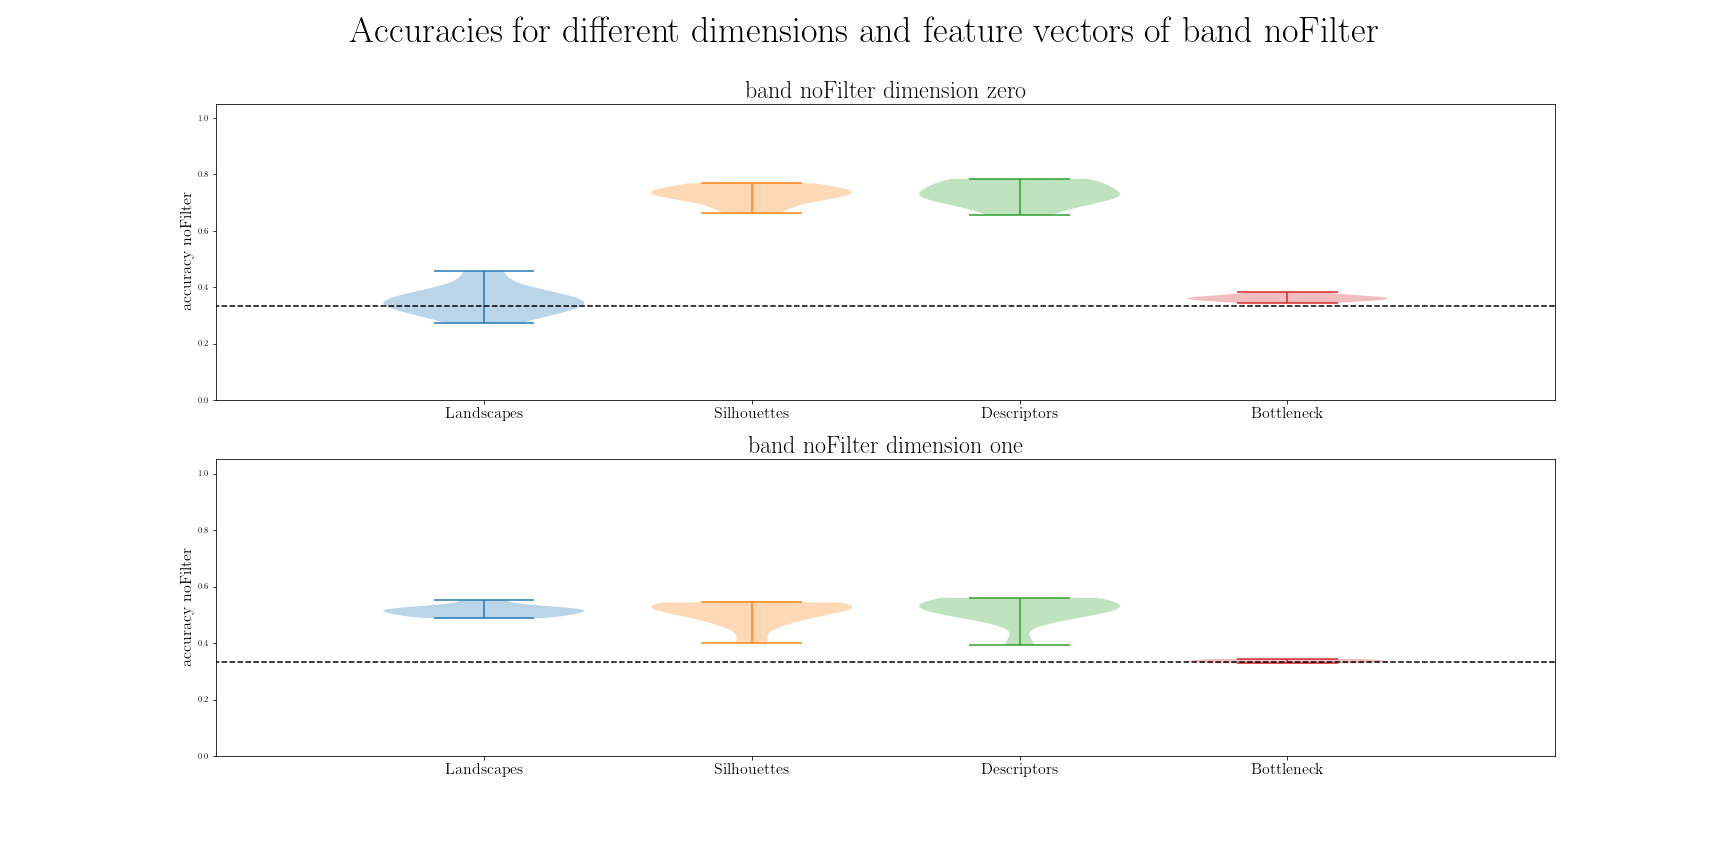 Accuracies for different dimensions and feature vectors of band noFilter
band noFilter dimension zero
accuracy noFilter
1.0
0.8
0.6
0.4
0.2
0.0
Landscapes Silhouettes Descriptors Bottleneck
band noFilter dimension one
accuracy noFilter
1.0
0.8
0.6
0.4
0.2
0.0
Landscapes Silhouettes Descriptors Bottleneck